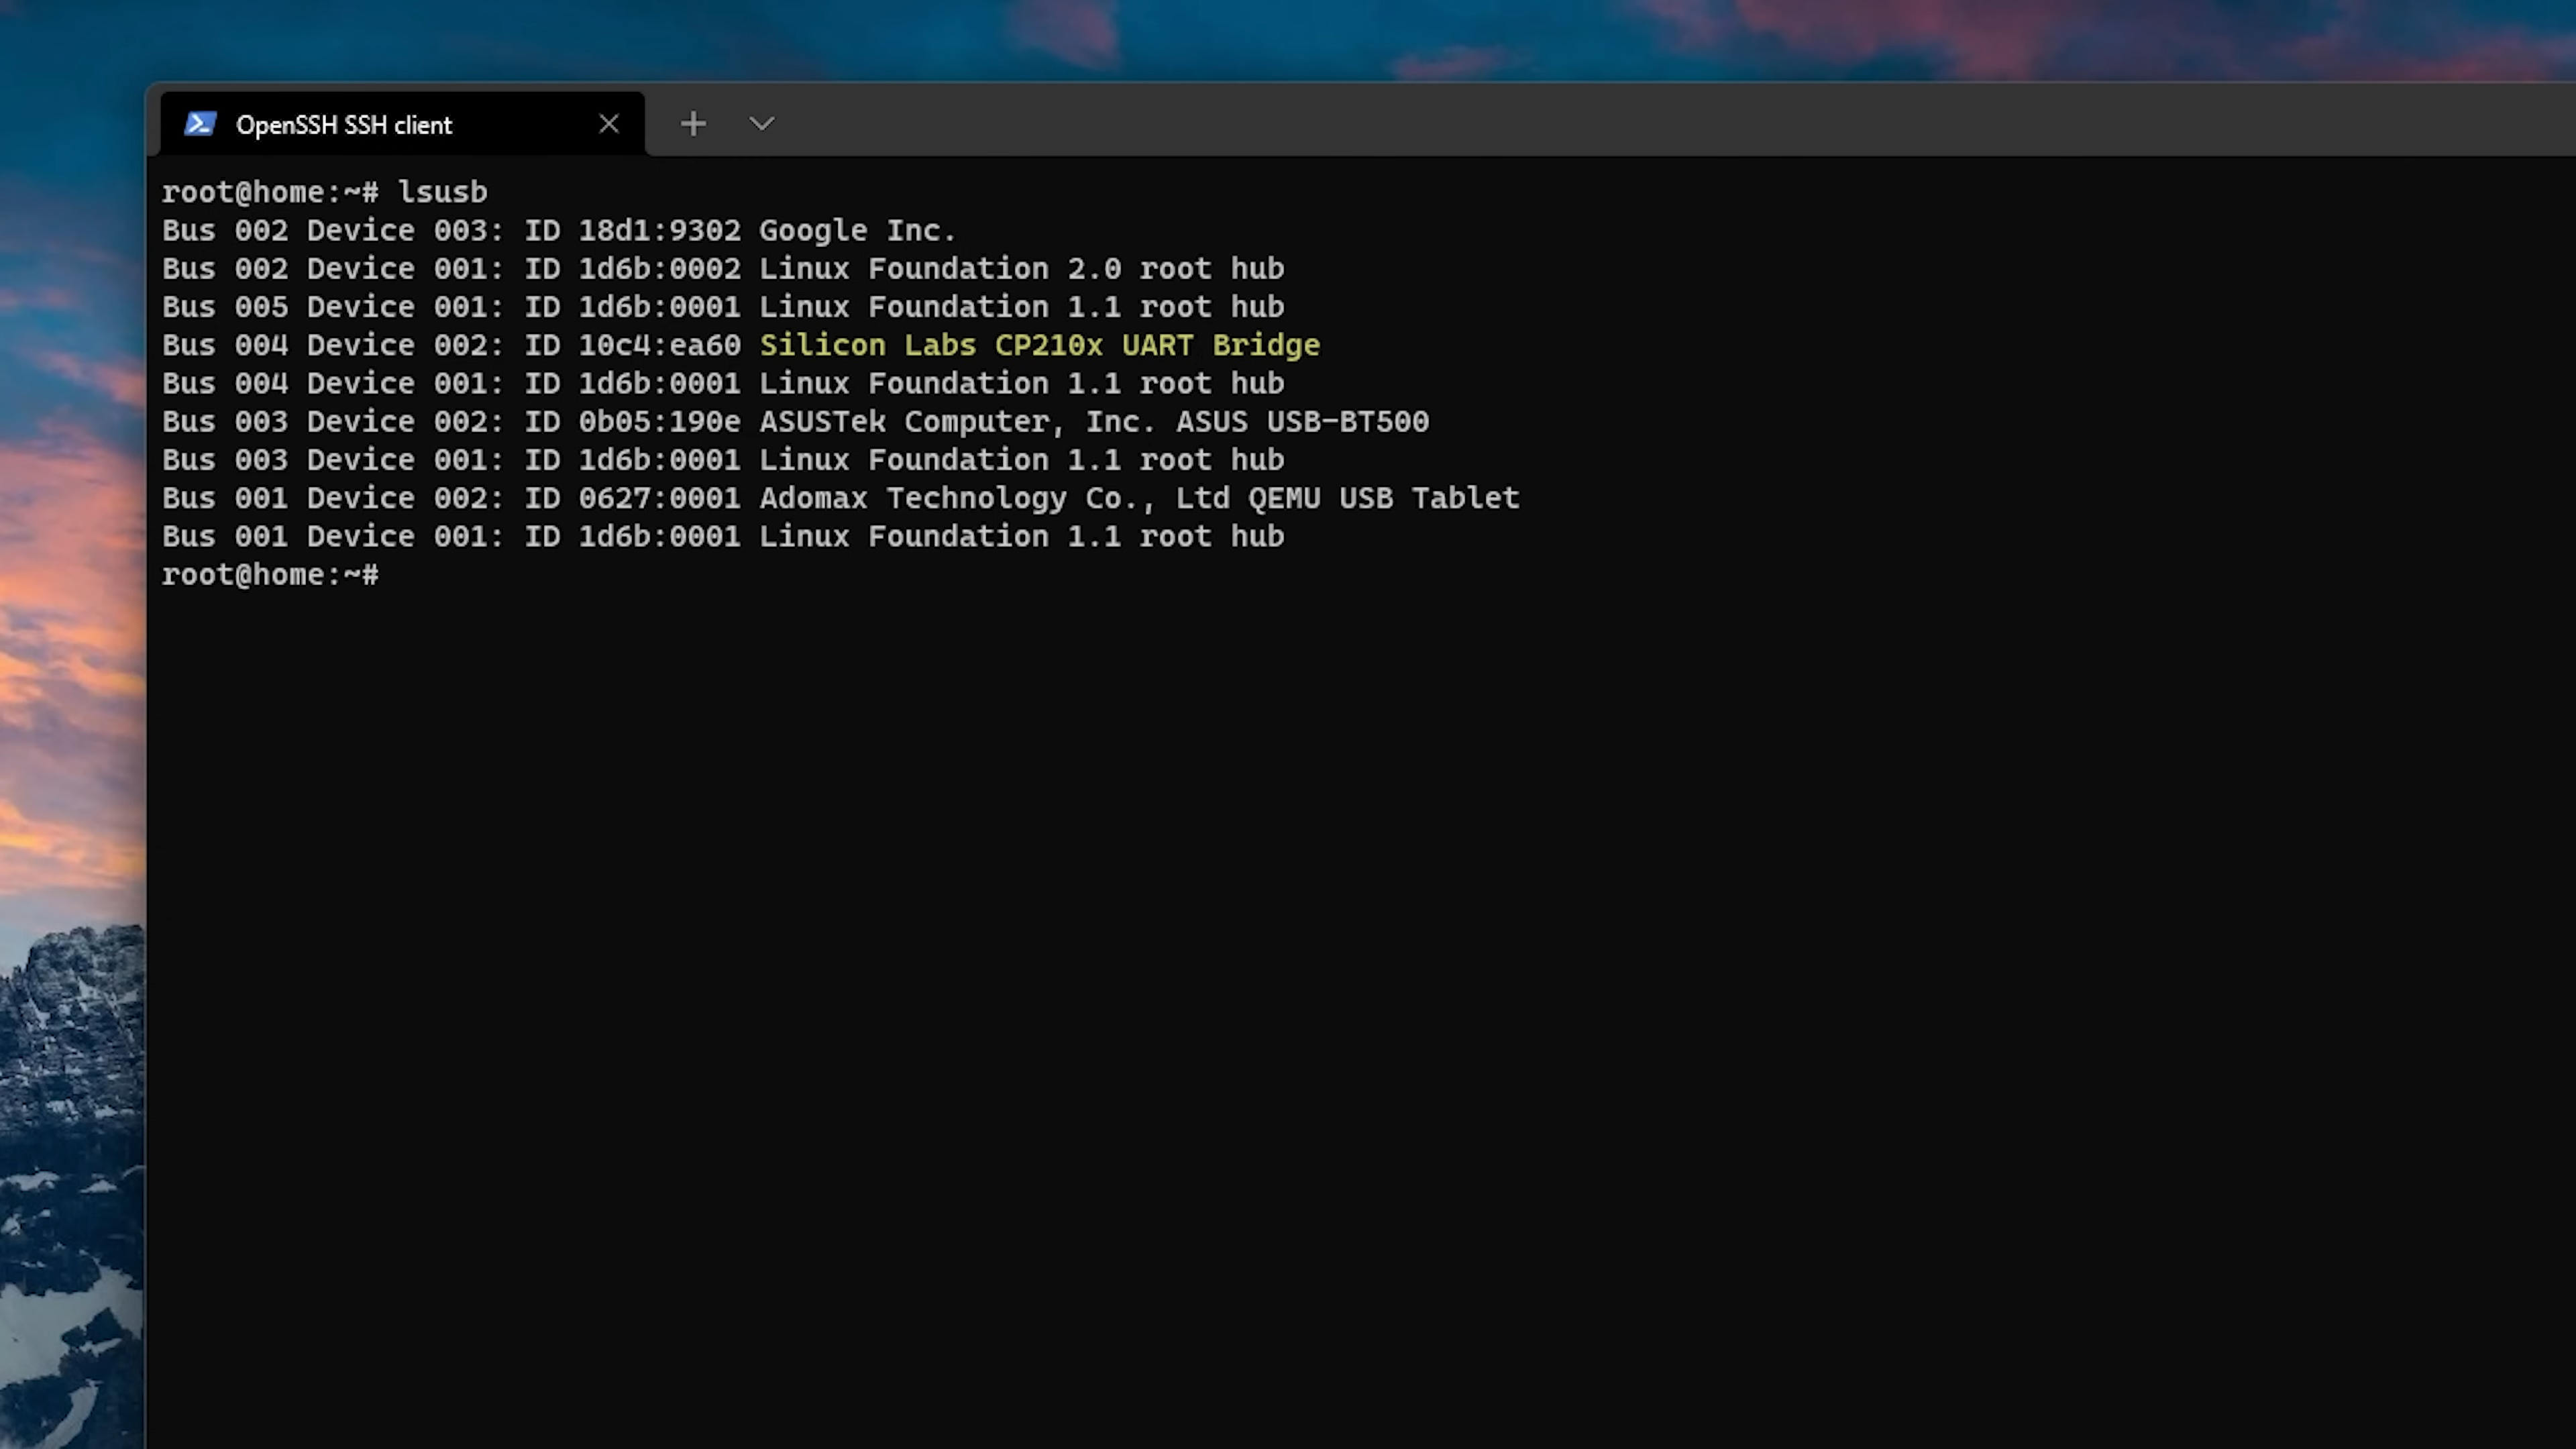 OpenSSH SSH client
root@home:~# lsusb
Bus 002 Device 003: ID 18d1:9302 Google Inc.
Bus 002 Device 001: ID 1d6b:0002 Linux Foundation 2.0 root hub
Bus 005 Device 001: ID 1d6b:0001 Linux Foundation 1.1 root hub
Bus 004 Device 002: ID 10c4:ea60 Silicon Labs CP210x UART Bridge
Bus 004 Device 001: ID 1d6b:0001 Linux Foundation 1.1 root hub
Bus 003 Device 002: ID 0b05:190e ASUSTek Computer, Inc. ASUS USB-BT500
Bus 003 Device 001: ID 1d6b:0001 Linux Foundation 1.1 root hub
Bus 001 Device 002: ID 0627:0001 Adomax Technology Co., Ltd QEMU USB Tablet
Bus 001 Device 001: ID 1d6b:0001 Linux Foundation 1.1 root hub
root@home:~#